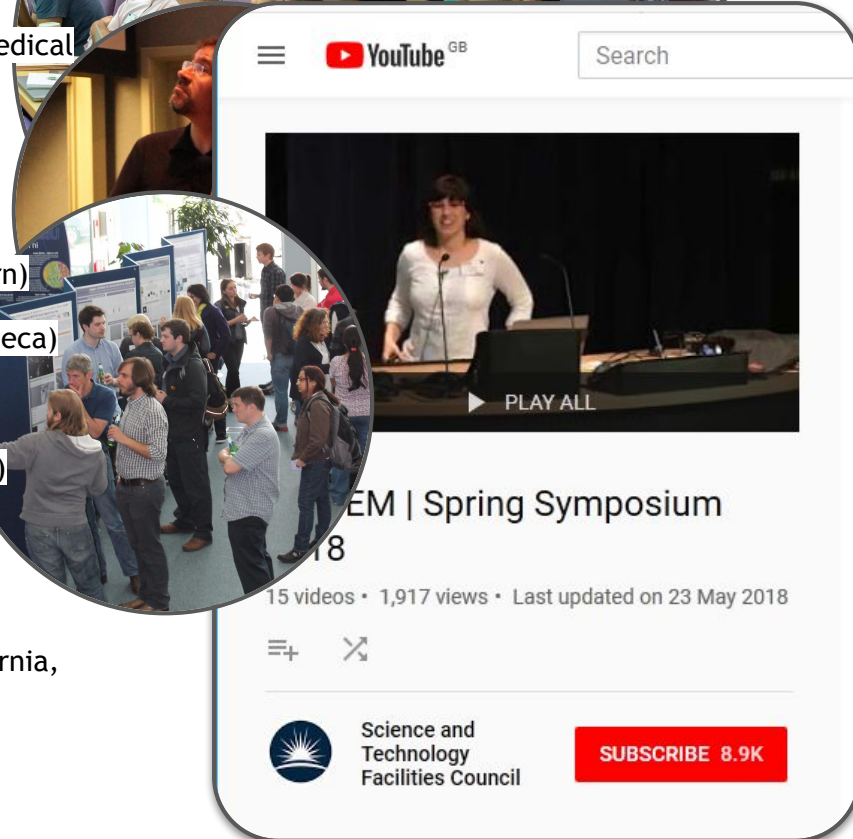 edical
YouTube GB
Search
n)
eca)
)
PLAY ALL
EM | Spring Symposium
18
15 videos • 1,917 views • Last updated on 23 May 2018
rnia,
Science and
Technology
Facilities Council
SUBSCRIBE 8.9K